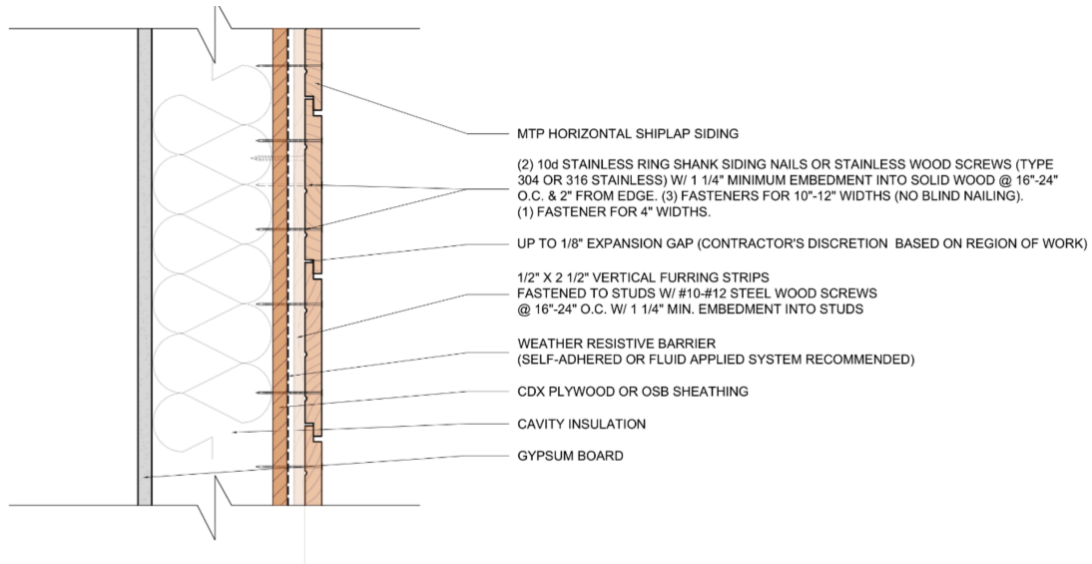 MTP HORIZONTAL SHIPLAP SIDING
(2) 10d STAINLESS RING SHANK SIDING NAILS OR STAINLESS WOOD SCREWS (TYPE
304 OR 316 STAINLESS) W/ 1 1/4" MINIMUM EMBEDMENT INTO SOLID WOOD @ 16"-24"
O.C. & 2" FROM EDGE. (3) FASTENERS FOR 10"-12" WIDTHS (NO BLIND NAILING).
(1) FASTENER FOR 4" WIDTHS.
UP TO 1/8" EXPANSION GAP (CONTRACTOR'S DISCRETION BASED ON REGION OF WORK)
1/2" X 2 1/2" VERTICAL FURRING STRIPS
FASTENED TO STUDS W/ #10-#12 STEEL WOOD SCREWS
@ 16"-24" O.C. W/ 1 1/4" MIN. EMBEDMENT INTO STUDS
WEATHER RESISTIVE BARRIER
(SELF-ADHERED OR FLUID APPLIED SYSTEM RECOMMENDED)
CDX PLYWOOD OR OSB SHEATHING
CAVITY INSULATION
GYPSUM BOARD